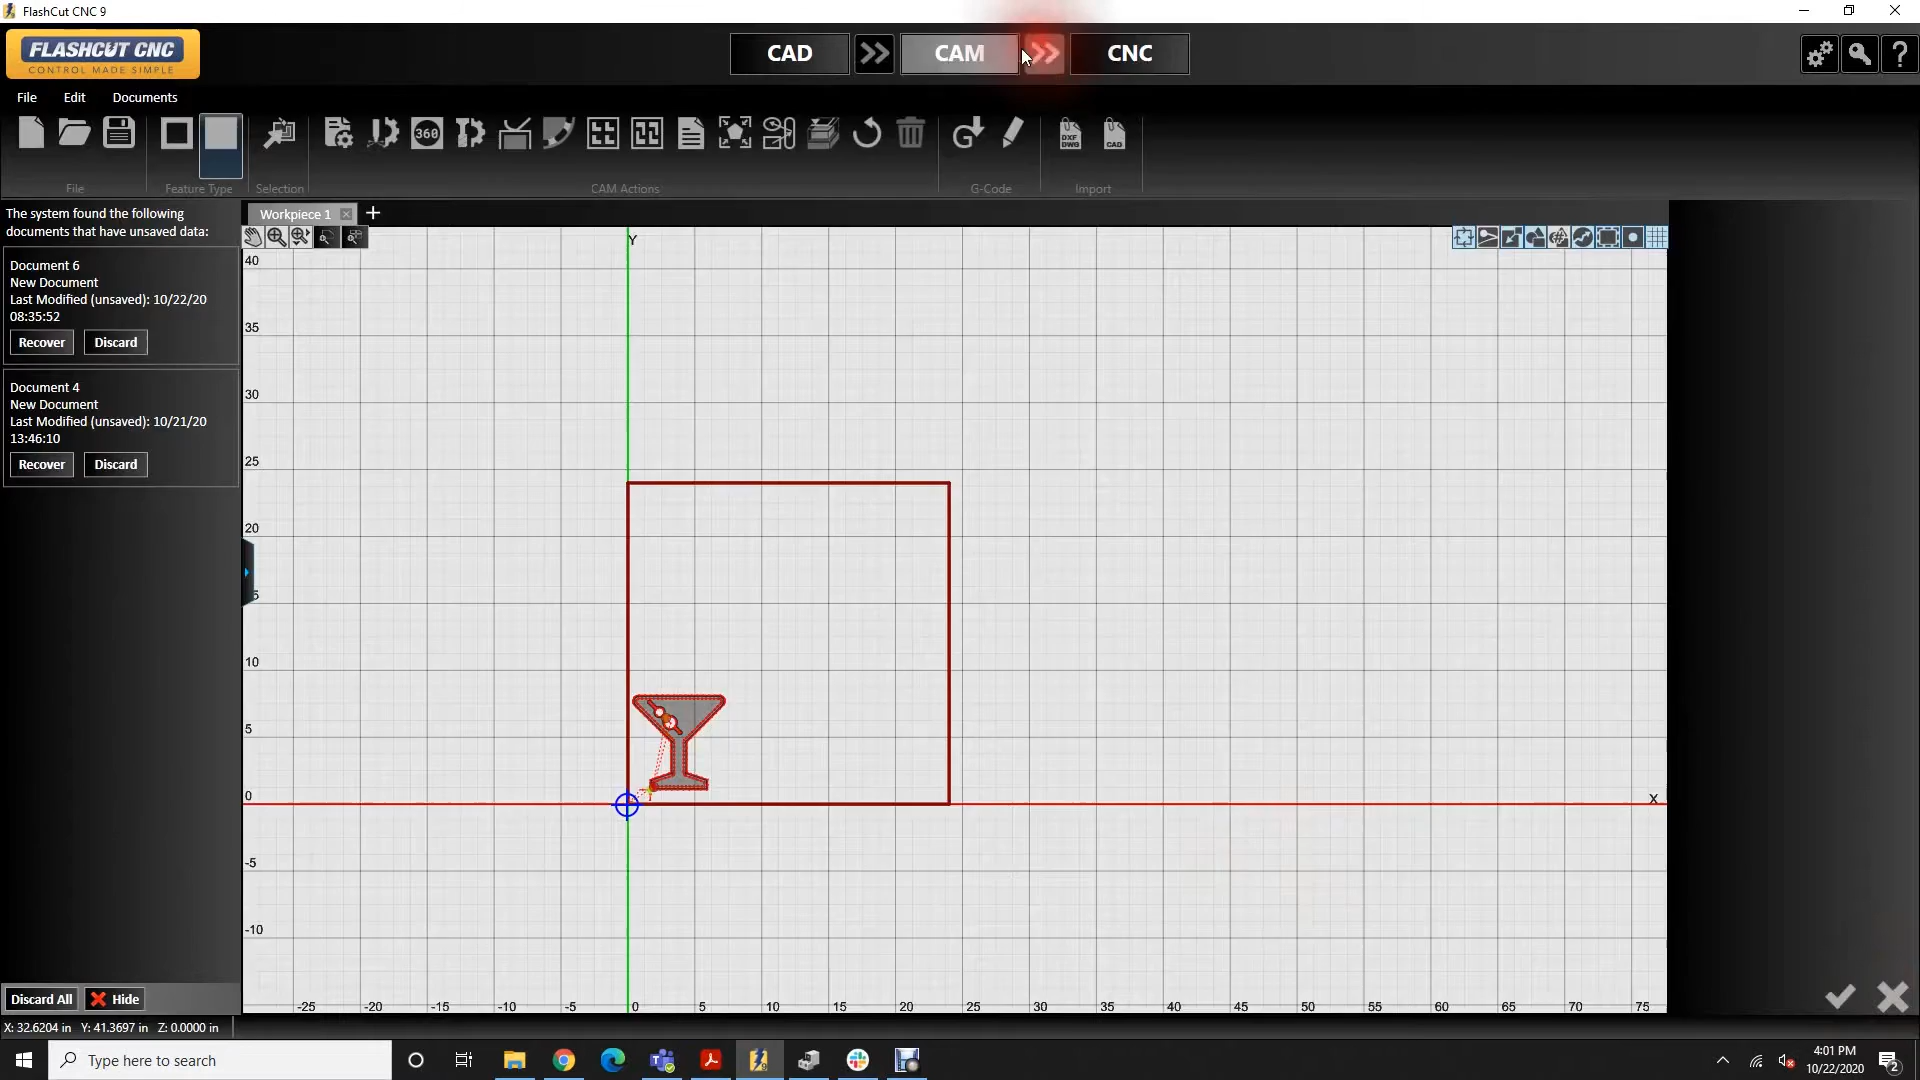 FlashCut CNC 9
FLASHCUT CNC
CONTROL MADE SIMPLE
CAD
CAM
CNC
File Edit Documents
360
DXF
DWG
CAD
File
Feature Type
Selection
CAM Actions
G-Code
Import
The system found the following
documents that have unsaved data:
Document 6
New Document
Last Modified (unsaved): 10/22/20
08:35:52
Recover Discard
Document 4
New Document
Last Modified (unsaved): 10/21/20
13:46:10
Recover Discard
Discard All Hide
Workpiece 1
Y
40
35
30
25
20
5
10
5
0
-5
-10
X
-25 -20 -15 -10 -5 0 5 10 15 20 25 30 35 40 45 50 55 60 65 70 75
X: 32.6204 in Y: 41.3697 in Z: 0.0000 in
Type here to search
4:01 PM
10/22/2020
2